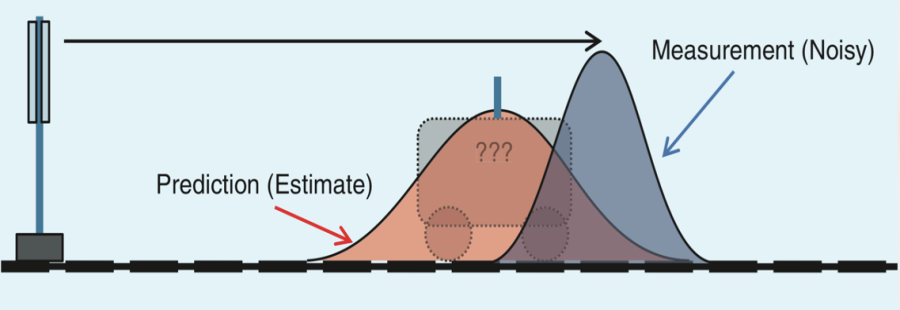 Measurement (Noisy)
???
Prediction (Estimate)